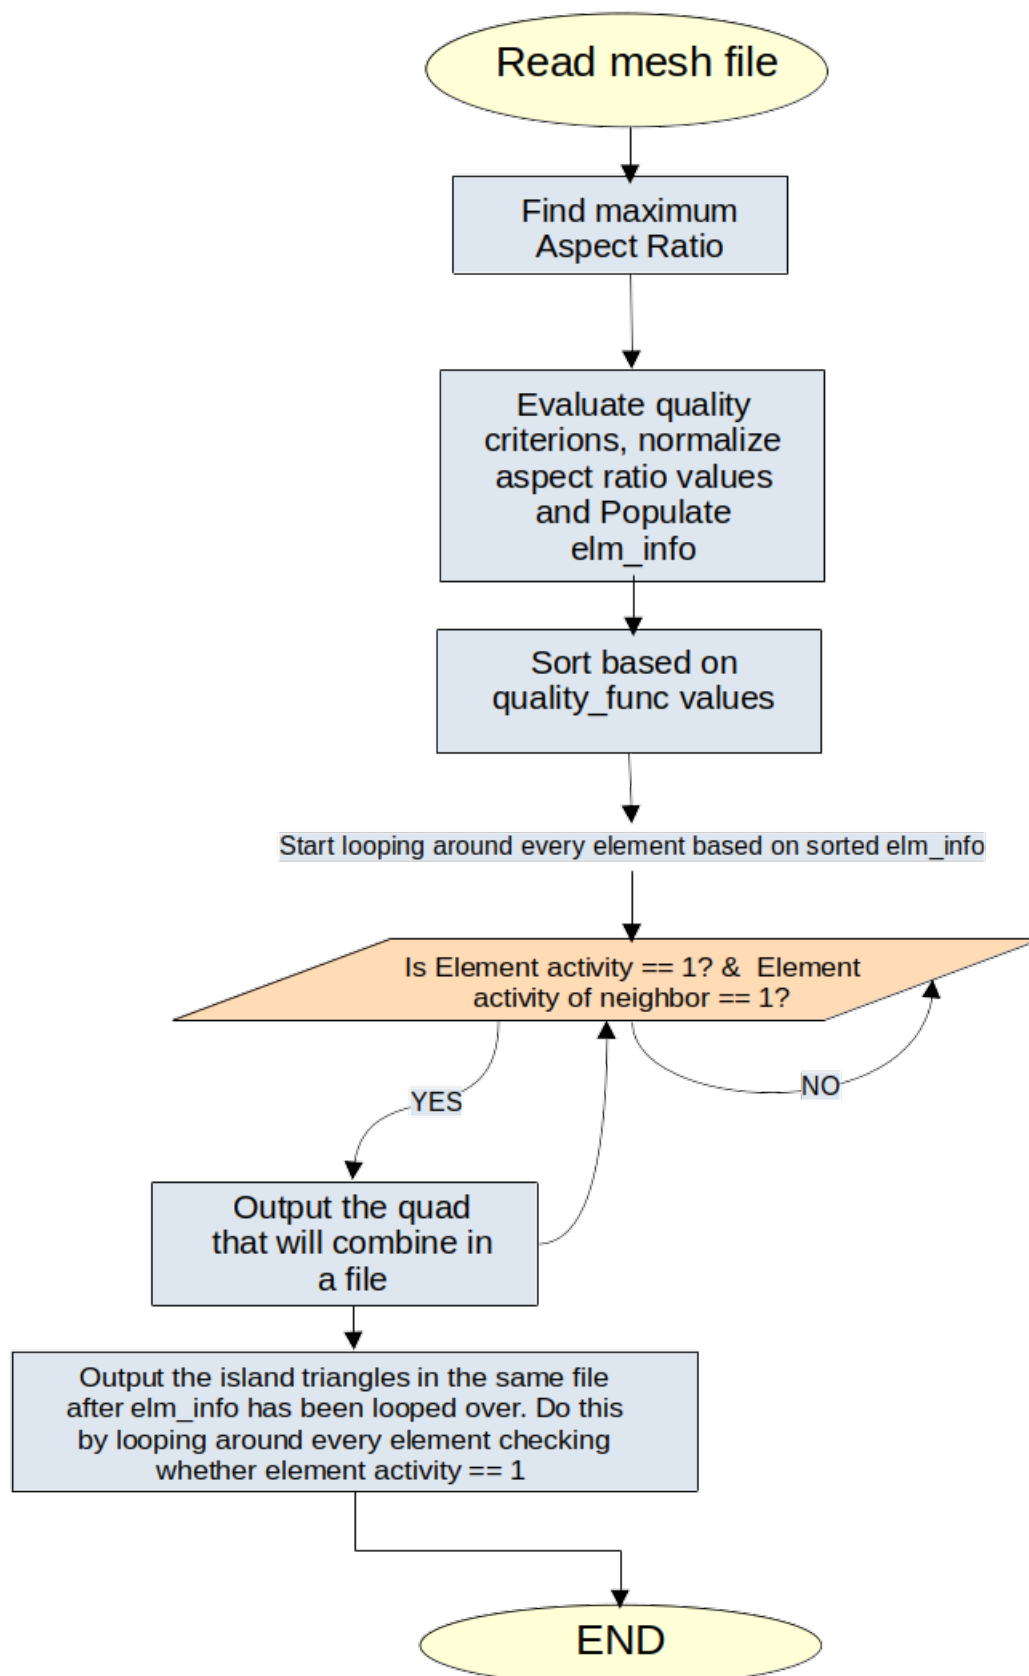 Read mesh file
Find maximum
Aspect Ratio
Evaluate quality
criterions, normalize
aspect ratio values
and Populate
elm_info
Sort based on
quality_func values
Start looping around every element based on sorted elm_info
Is Element activity == 1? &  Element
activity of neighbor == 1?
NO
YES
Output the quad
that will combine in
a file
Output the island triangles in the same file
after elm_info has been looped over. Do this
by looping around every element checking
whether element activity == 1
END